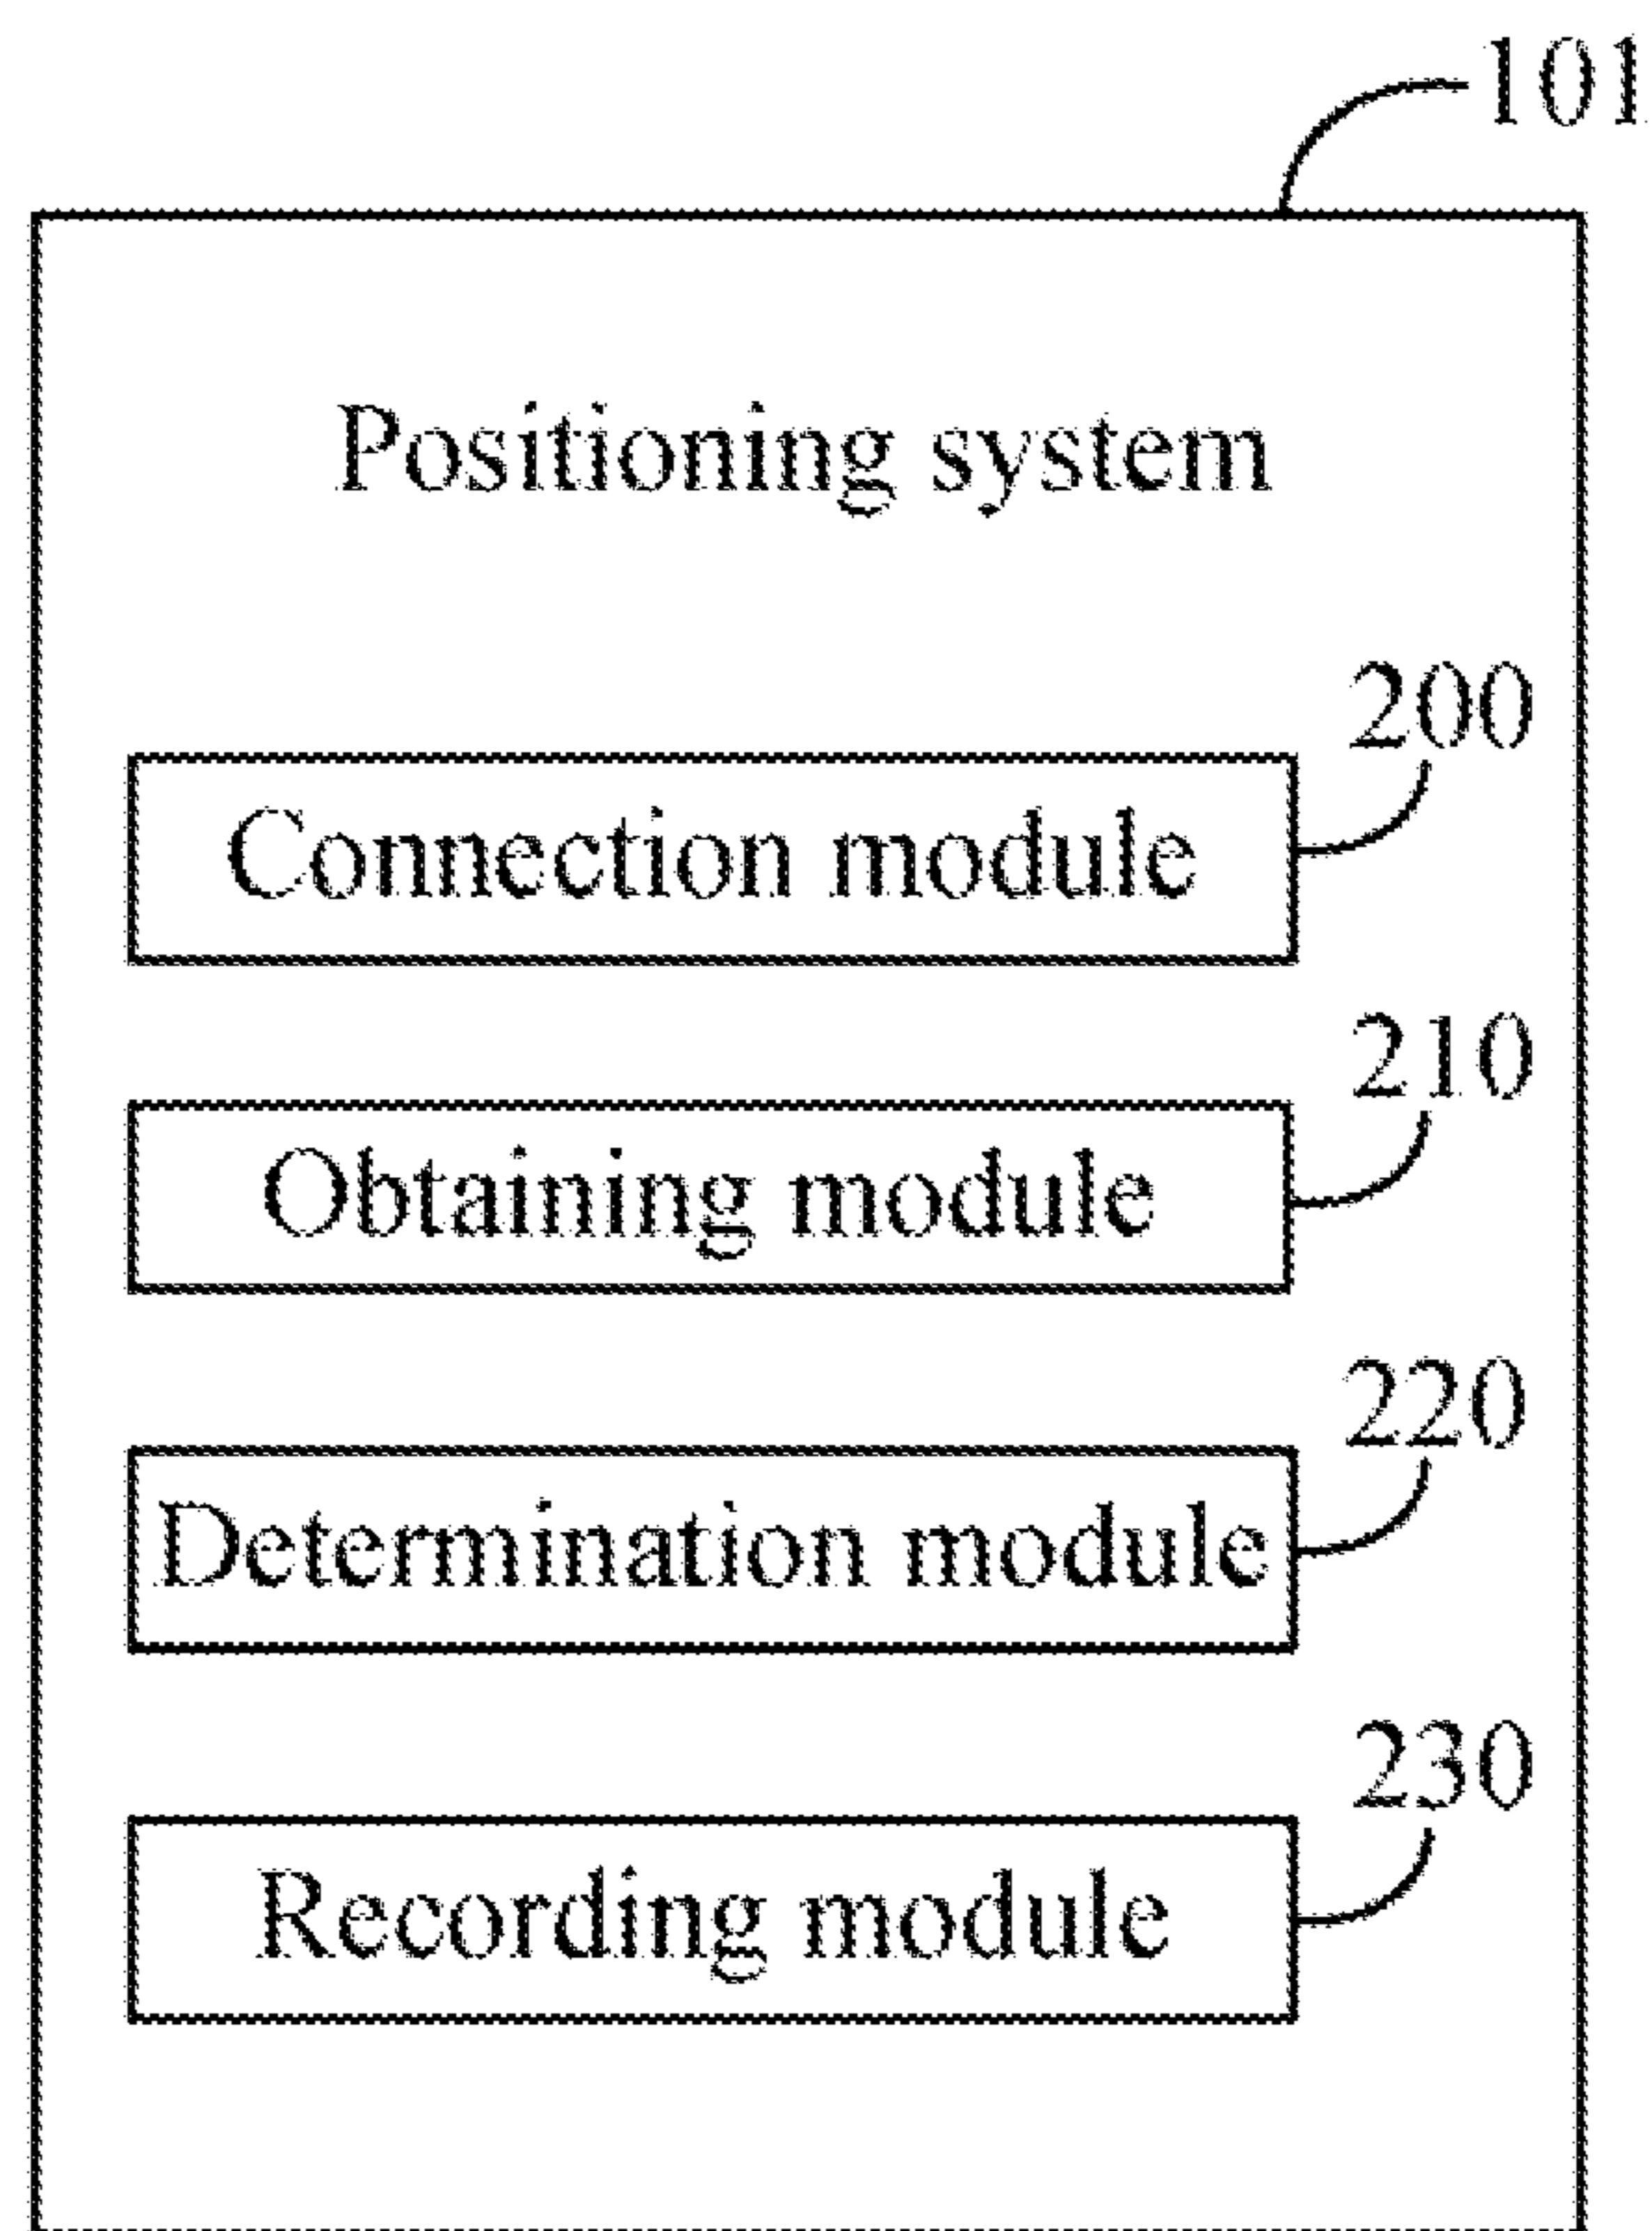 101
Positioning system
200
Connection module
210
Obtaining module
220
Determination module
230
Recording module